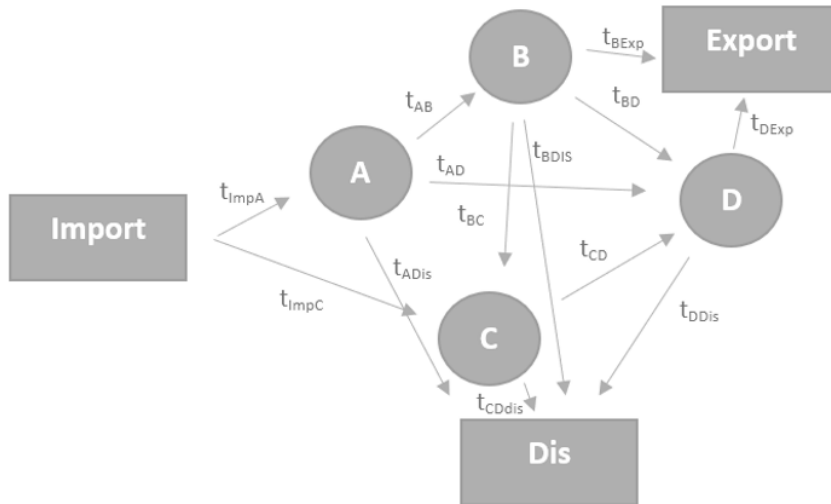 B
Export
t_BExp
t_AB
t_BD
t_DExp
A
t_AD
t_BDIS
D
t_ImpA
Import
t_BC
t_CD
t_ADis
t_ImpC
t_DDis
C
t_CDdis
Dis